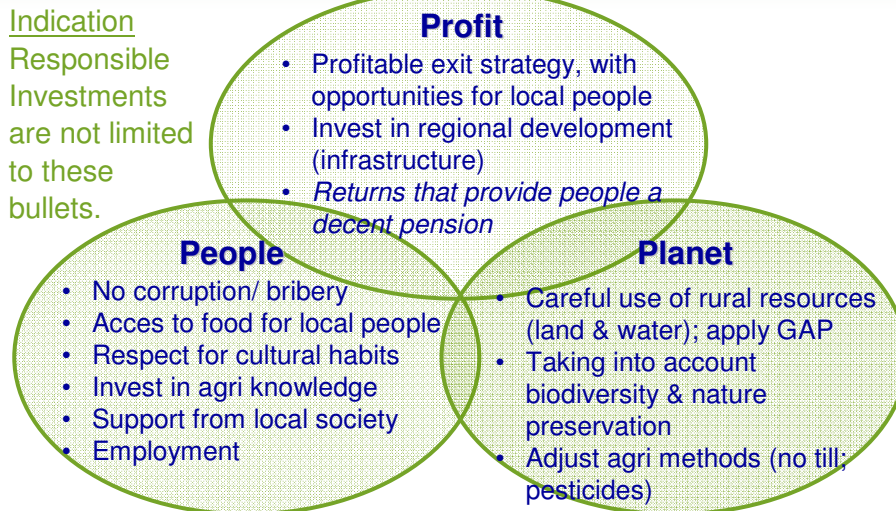 Indication
Responsible
Investments
are not limited
to these
bullets.
Profit
• Profitable exit strategy, with
opportunities for local people
• Invest in regional development
(infrastructure)
• Returns that provide people a
decent pension
People
• No corruption/ bribery
• Acces to food for local people
• Respect for cultural habits
• Invest in agri knowledge
• Support from local society
• Employment
Planet
• Careful use of rural resources
(land & water); apply GAP
• Taking into account
biodiversity & nature
preservation
• Adjust agri methods (no till;
pesticides)